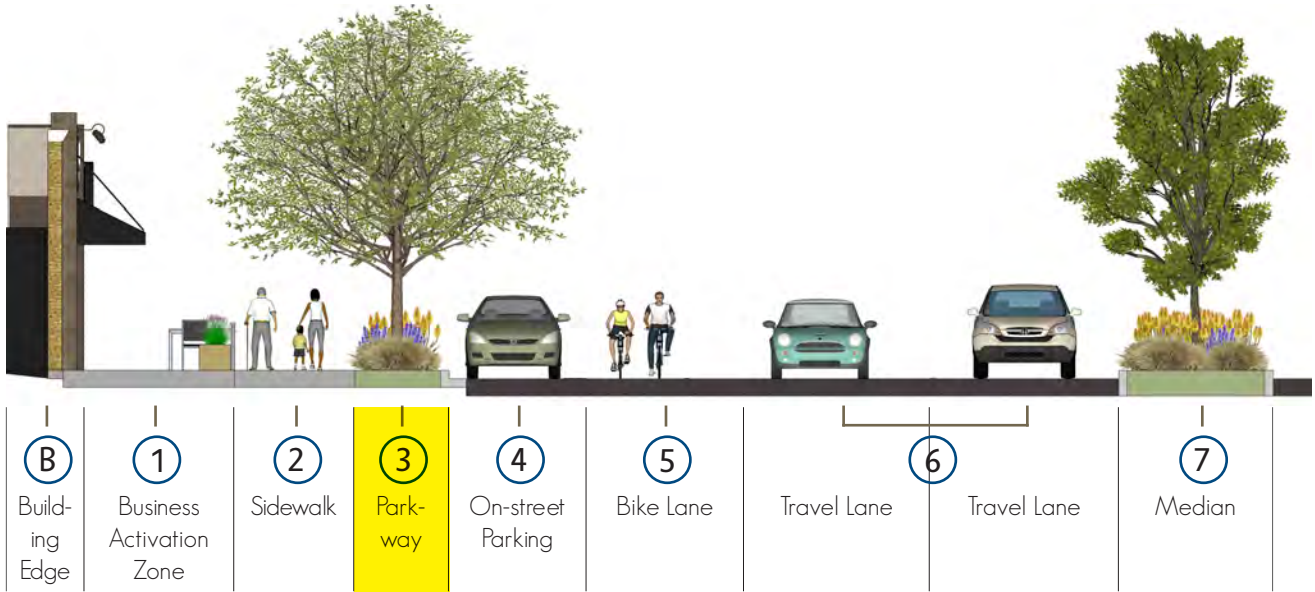 B
Build-
ing
Edge
1
Business
Activation
Zone
2
Sidewalk
3
Park-
way
4
On-street
Parking
5
Bike Lane
6
Travel Lane
Travel Lane
7
Median